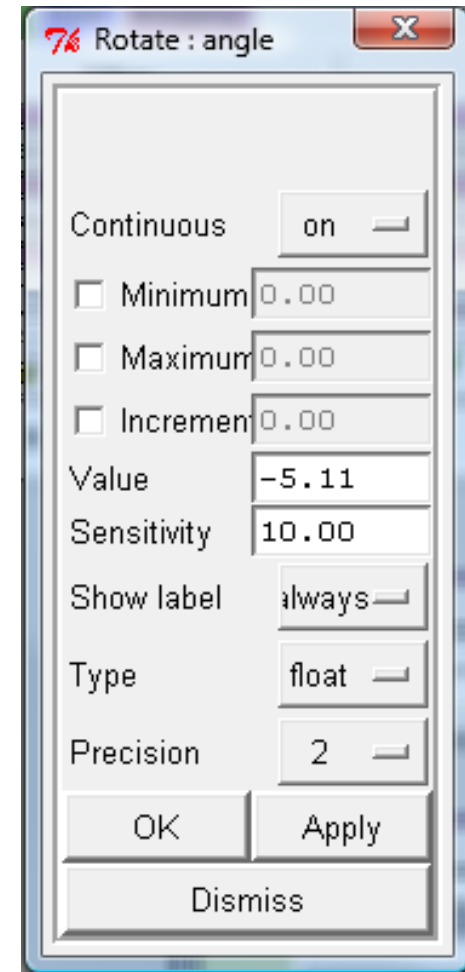 Rotate : angle
Continuous on
Minimum 0.00
Maximum 0.00
Incremen 0.00
Value -5.11
Sensitivity 10.00
Show label always
Type float
Precision 2
OK Apply
Dismiss